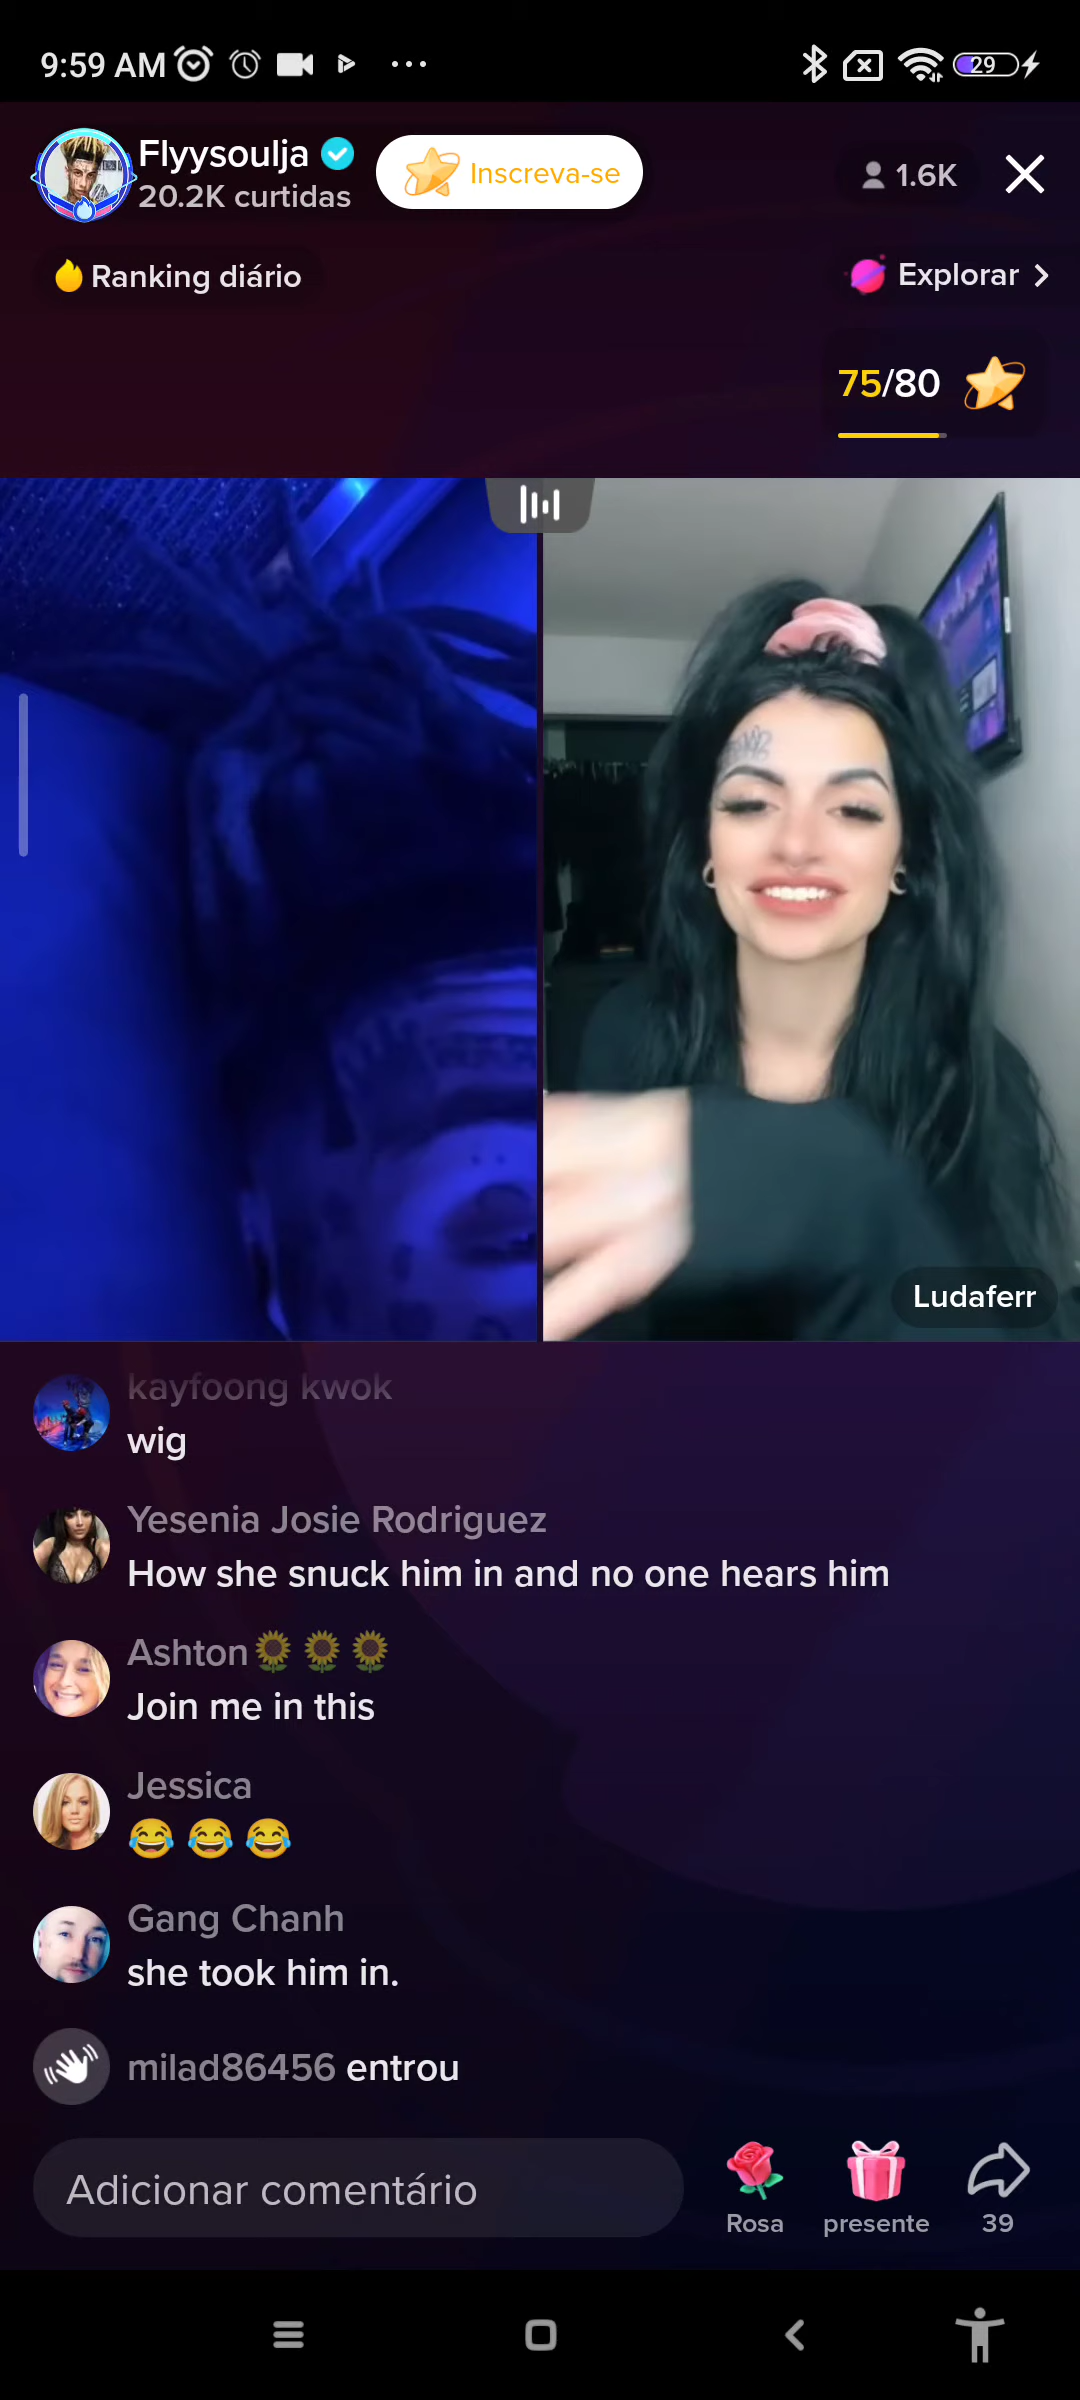 9:59 AM
29
Flyysoulja
20.2K curtidas
Inscreva-se
1.6K
Ranking diário
Explorar
75/80
Ludaferr
kayfoong kwok
wig
Yesenia Josie Rodriguez
How she snuck him in and no one hears him
Ashton🌻🌻🌻
Join me in this
Jessica
😂😂😂
Gang Chanh
she took him in.
milad86456 entrou
Adicionar comentário
Rosa
presente
39